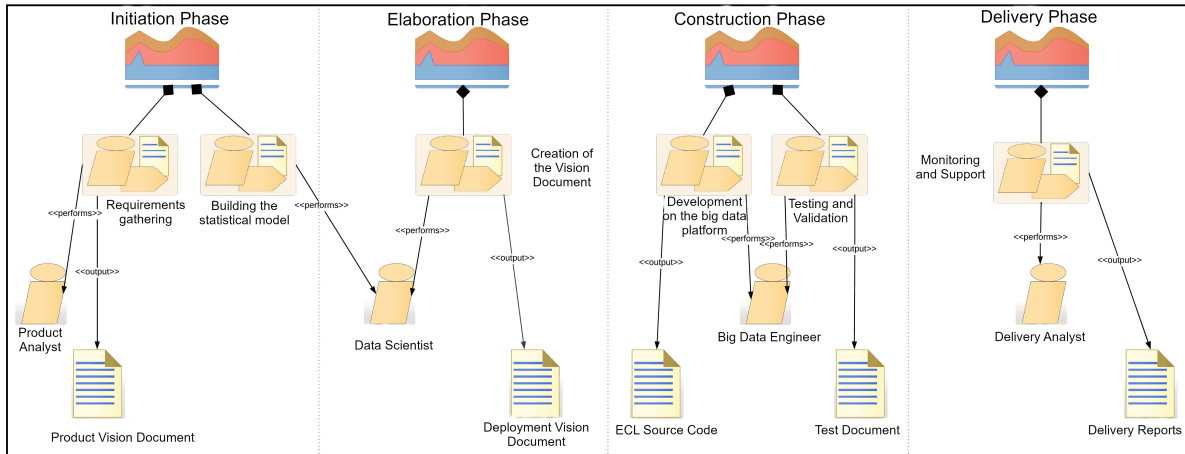 Initiation Phase
Elaboration Phase
Construction Phase
Delivery Phase
Requirements
gathering
Building the
statistical model
<<performs>>
<<output>>
<<performs>>
Product
Analyst
Product Vision Document
Creation of
the Vision
Document
<<performs>>
<<output>>
Data Scientist
Deployment Vision
Document
Development
on the big data
platform
Testing and
Validation
<<performs>>
<<performs>>
<<output>>
<<output>>
Big Data Engineer
ECL Source Code
Test Document
Monitoring
and Support
<<performs>>
<<output>>
Delivery Analyst
Delivery Reports